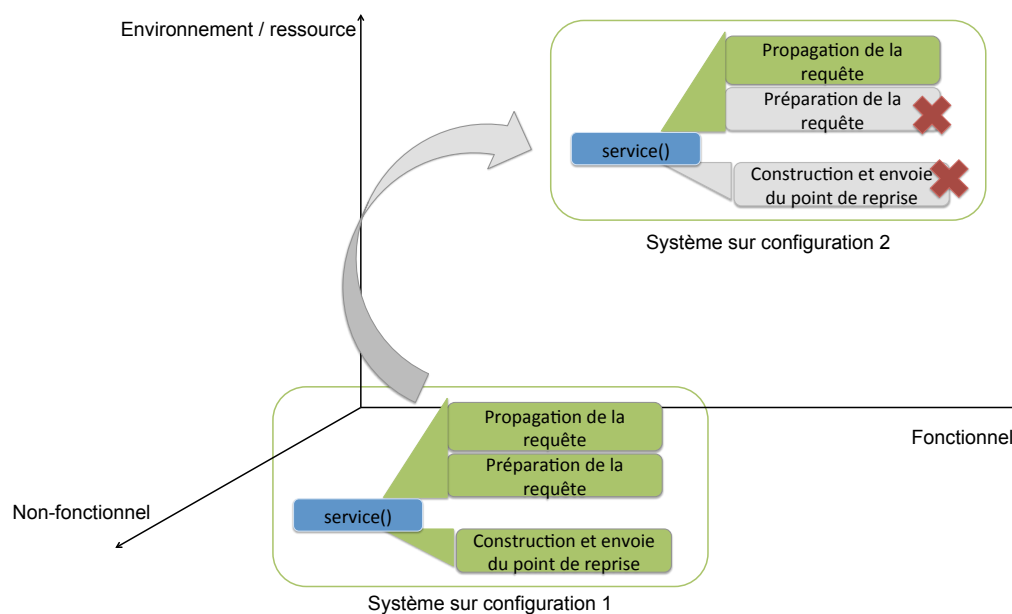 Environnement / ressource
Propagation de la
requête
Préparation de la
requête
service()
Construction et envoie
du point de reprise
Système sur configuration 2
Propagation de la
requête
Fonctionnel
Préparation de la
requête
Non-fonctionnel
service()
Construction et envoie
du point de reprise
Système sur configuration 1